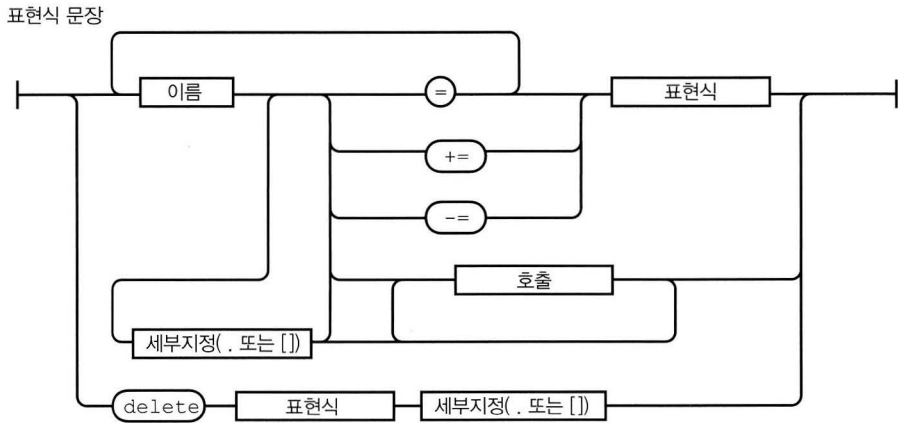 표현식 문장
이름
=
표현식
+=
-=
호출
세부지정( . 또는 [])
delete
표현식
세부지정( . 또는 [])